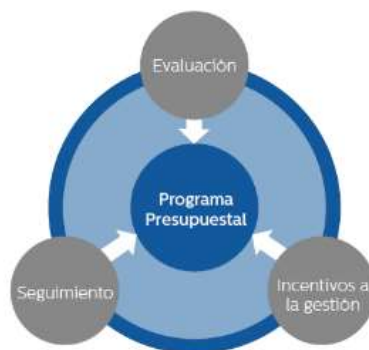 Evaluación
Programa
Presupuestal
Seguimiento
Incentivos a
la gestión